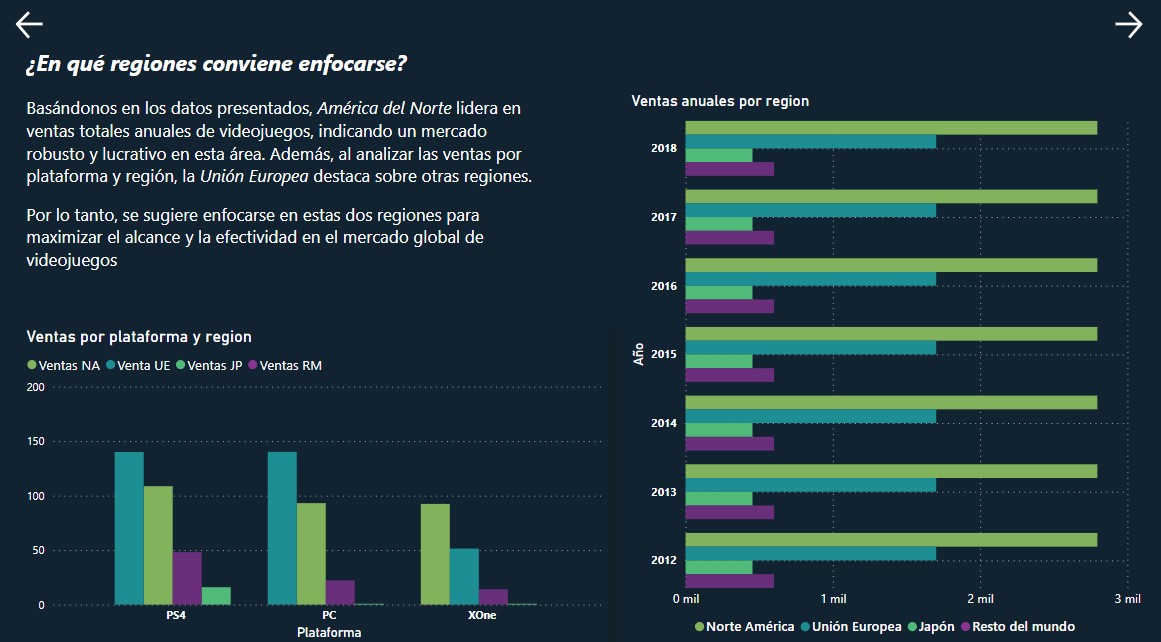 ¿En qué regiones conviene enfocarse?
Basándonos en los datos presentados, América del Norte lidera en
ventas totales anuales de videojuegos, indicando un mercado
robusto y lucrativo en esta área. Además, al analizar las ventas por
plataforma y región, la Unión Europea destaca sobre otras regiones.
Por lo tanto, se sugiere enfocarse en estas dos regiones para
maximizar el alcance y la efectividad en el mercado global de
videojuegos
Ventas por plataforma y region
Ventas NA Venta UE Ventas JP Ventas RM
200
150
100
50
0
PS4 PC XOne
Plataforma
Ventas anuales por region
Año
2018
2017
2016
2015
2014
2013
2012
0 mil 1 mil 2 mil 3 mil
Norte América Unión Europea Japón Resto del mundo